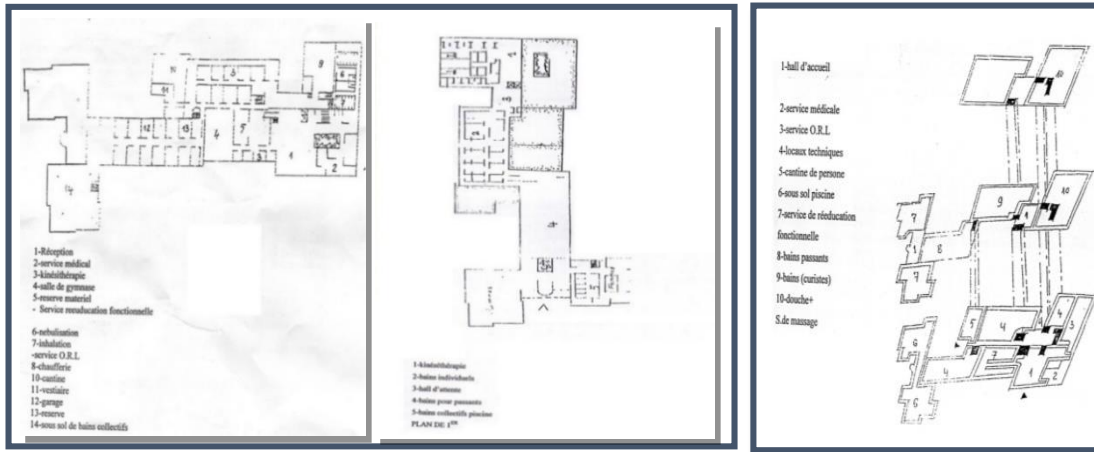 1-Réception
2-service médical
3-kinésithérapie
4-salle de gymnase
5-reserve materiel
- Service reeuducation fonctionnelle
6-nebulisation
7-inhalation
-service O.R.L
8-chaufferie
10-cantine
11-vestiaire
12-garage
13-reserve
14-sous sol de bains collectifs
1-kinésithérapie
2-bains individuels
3-hall d'attente
4-bains pour passants
5-bains collectifs piscine
PLAN DE 1ER
1-hall d'accueil
2-service médicale
3-service O.R.L
4-locaux techniques
5-cantine de persone
6-sous sol piscine
7-service de rééducation
fonctionnelle
8-bains passants
9-bains (curistes)
10-douche+
S.de massage